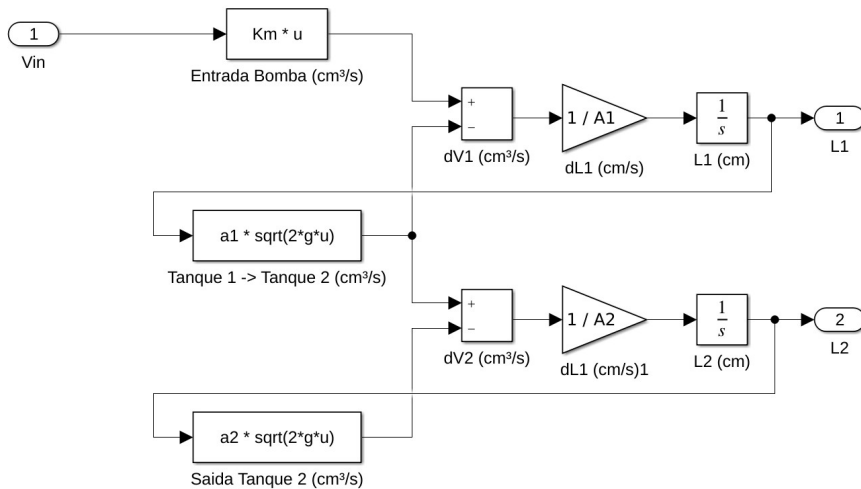 1
Vin
Km * u
Entrada Bomba (cm³/s)
+
−
dV1 (cm³/s)
1 / A1
dL1 (cm/s)
1
s
L1 (cm)
1
L1
a1 * sqrt(2*g*u)
Tanque 1 -> Tanque 2 (cm³/s)
+
−
dV2 (cm³/s)
1 / A2
dL1 (cm/s)1
1
s
L2 (cm)
2
L2
a2 * sqrt(2*g*u)
Saida Tanque 2 (cm³/s)